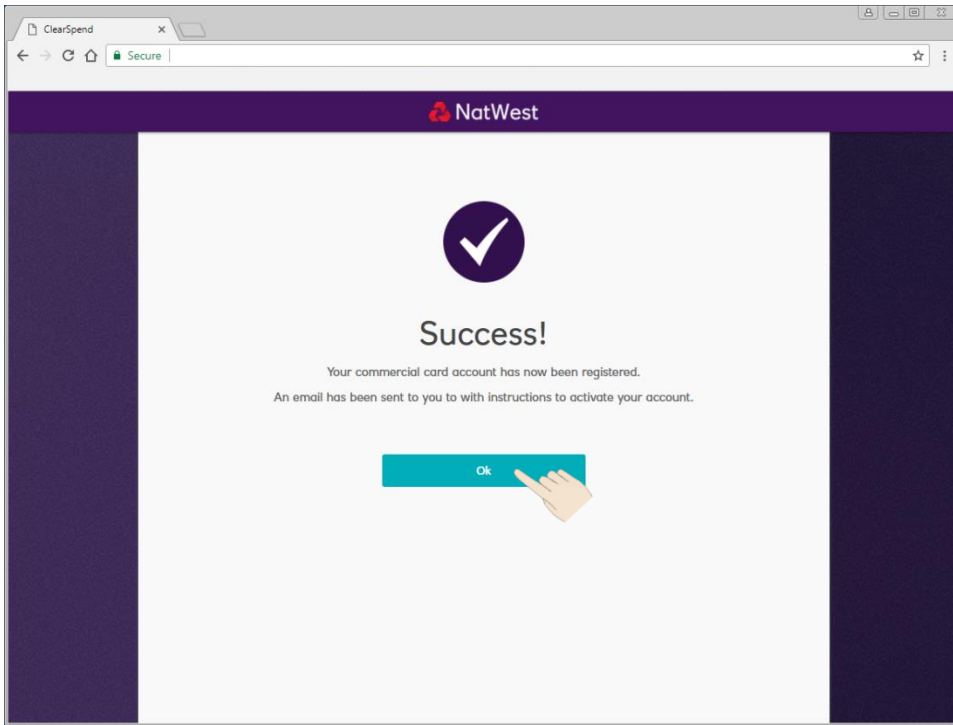 ClearSpend
Secure
NatWest
Success!
Your commercial card account has now been registered.
An email has been sent to you to with instructions to activate your account.
Ok